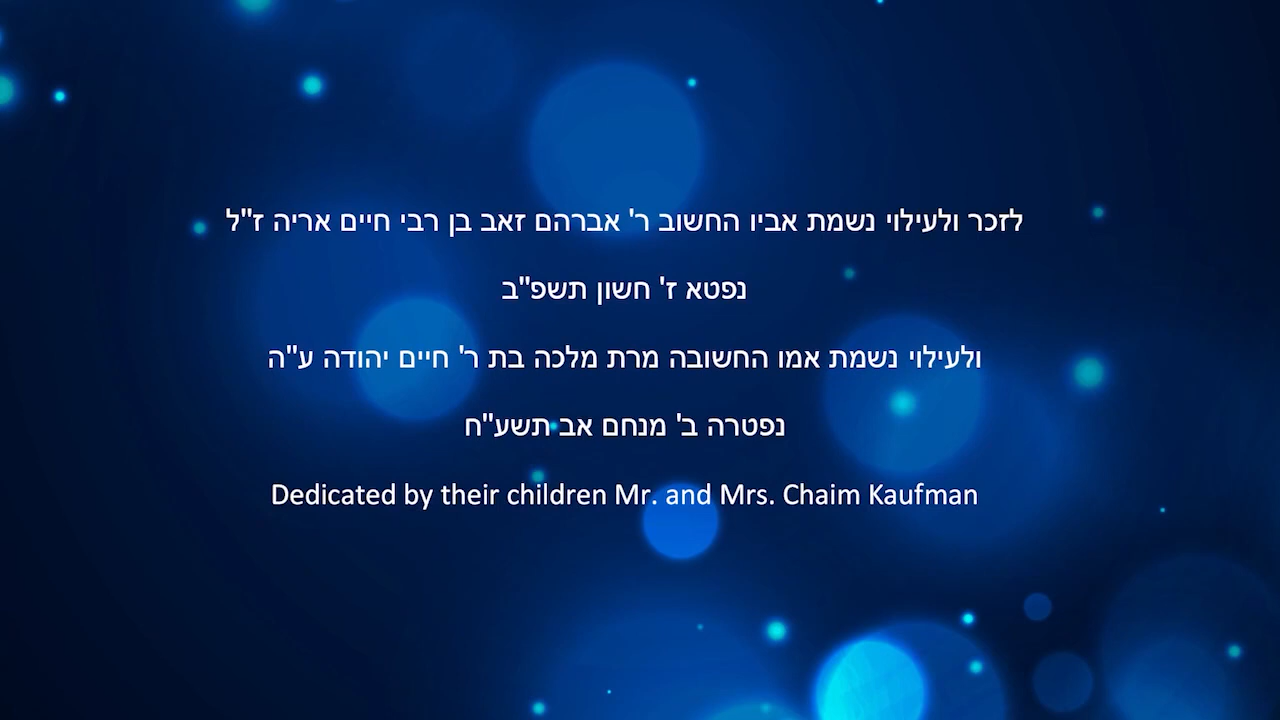 לזכר ולעילוי נשמת אביו החשוב ר' אברהם זאב בן רבי חיים אריה ז"ל
נפטא ז' חשון תשפ"ב
ולעילוי נשמת אמו החשובה מרת מלכה בת ר' חיים יהודה ע"ה
נפטרה ב' מנחם אב תשע"ח
Dedicated by their children Mr. and Mrs. Chaim Kaufman